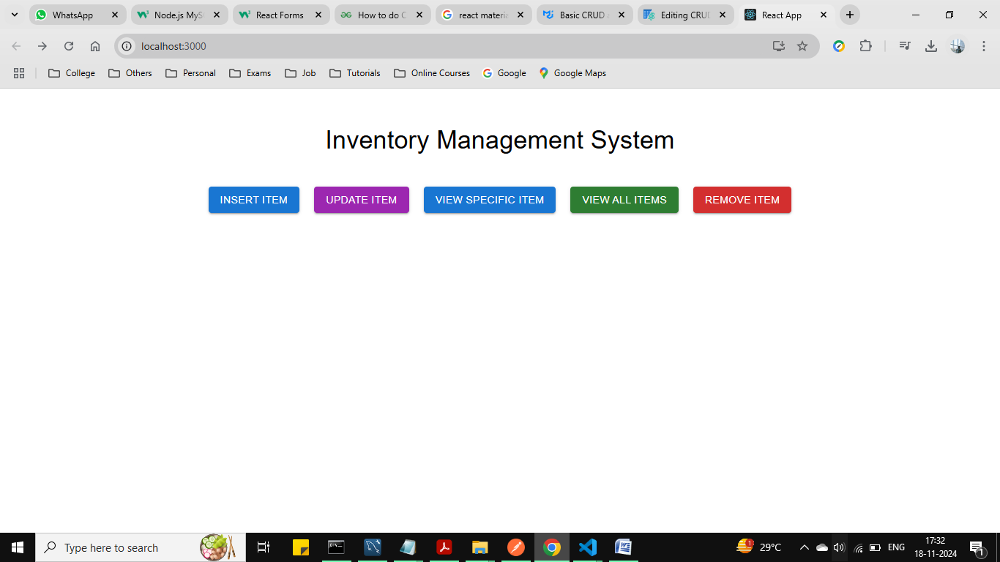 WhatsApp
Node.js MyS
React Forms
How to do C
react materia
Basic CRUD a
Editing CRUD
React App
localhost:3000
College
Others
Personal
Exams
Job
Tutorials
Online Courses
Google
Google Maps
Inventory Management System
INSERT ITEM
UPDATE ITEM
VIEW SPECIFIC ITEM
VIEW ALL ITEMS
REMOVE ITEM
Type here to search
1
29°C
ENG
17:32
18-11-2024
1